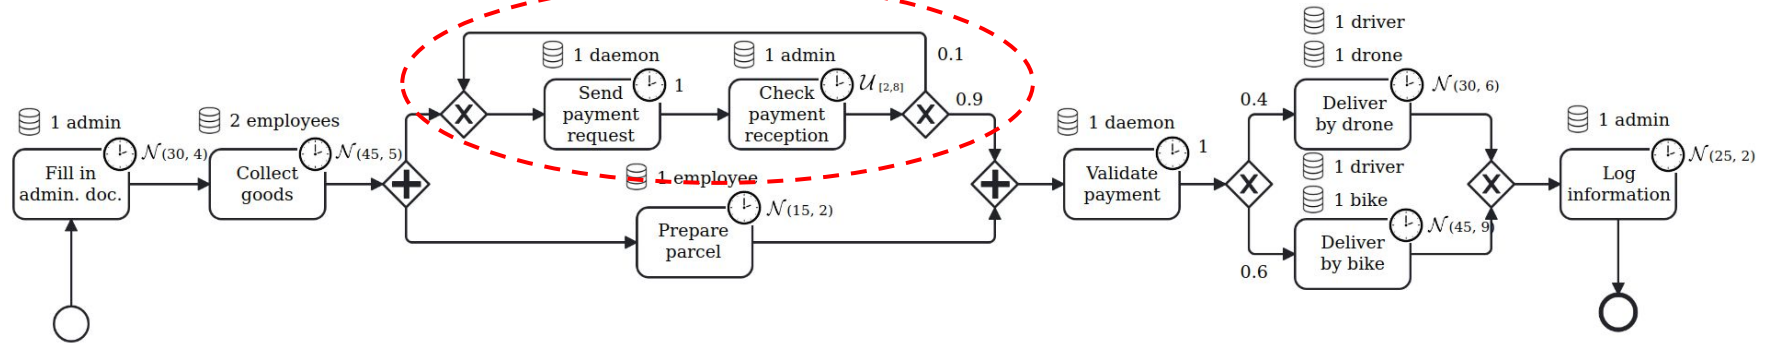 1 admin
Fill in
admin. doc.
N(30, 4)
2 employees
Collect
goods
N(45, 5)
1 daemon
Send
payment
request
1
1 admin
Check
payment
reception
U[2,8]
X
X
0.1
0.9
1 employee
Prepare
parcel
N(15, 2)
1 daemon
Validate
payment
1
X
0.4
0.6
1 driver
1 drone
Deliver
by drone
N(30, 6)
1 driver
1 bike
Deliver
by bike
N(45, 9)
X
1 admin
Log
information
N(25, 2)